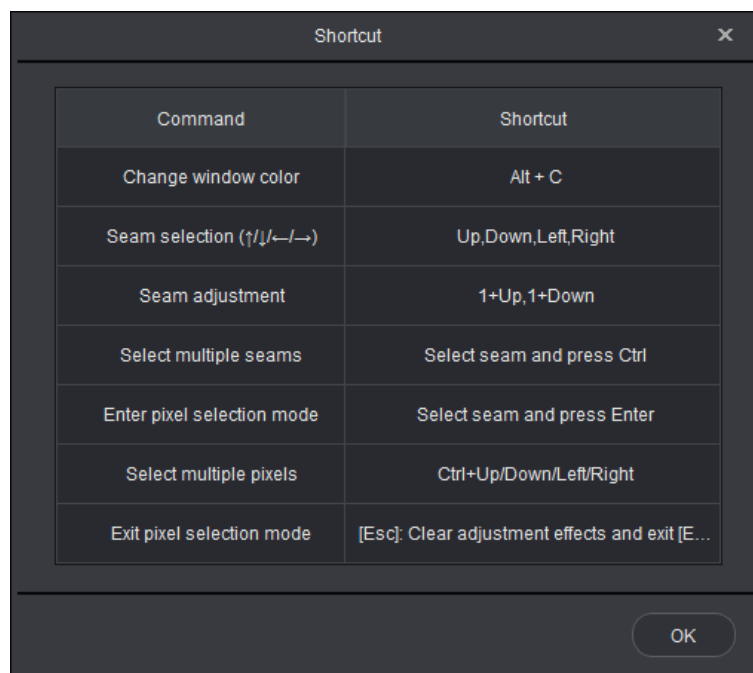 Shortcut
Command Shortcut
Change window color Alt + C
Seam selection (↑/↓/←/→) Up,Down,Left,Right
Seam adjustment 1+Up,1+Down
Select multiple seams Select seam and press Ctrl
Enter pixel selection mode Select seam and press Enter
Select multiple pixels Ctrl+Up/Down/Left/Right
Exit pixel selection mode [Esc]: Clear adjustment effects and exit [E...
OK